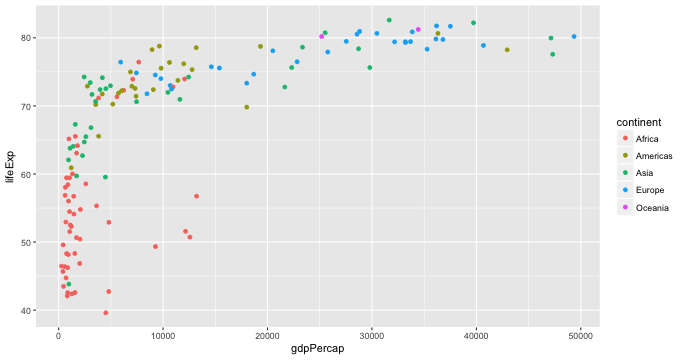 80
70
60
50
40
lifeExp
0
10000
20000
30000
40000
50000
gdpPercap
continent
Africa
Americas
Asia
Europe
Oceania